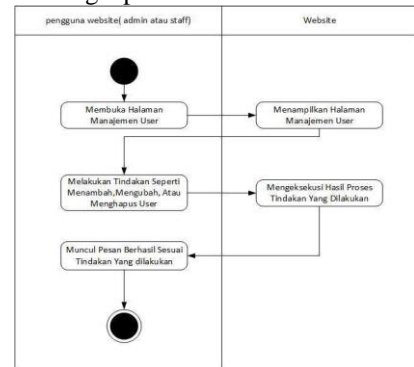 pengguna website( admin atau staff)
Website
Membuka Halaman
Manajemen User
Menampilkan Halaman
Manajemen User
Melakukan Tindakan Seperti
Menambah,Mengubah, Atau
Menghapus User
Mengeksekusi Hasil Proses
Tindakan Yang Dilakukan
Muncul Pesan Berhasil Sesuai
Tindakan Yang dilakukan